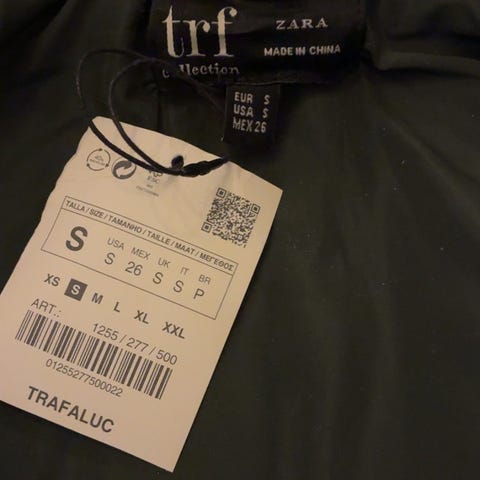 trf
collection
ZARA
MADE IN CHINA
EUR S
USA S
MEX 26
TALLA / SIZE / TAMANHO / TAILLE / MAAT / ΜΕΓΕΘΟΣ
S
USA MEX UK IT BR
S 26 S S P
XS S M L XL XXL
ART.:
1255 / 277 / 500
01255277500022
TRAFALUC